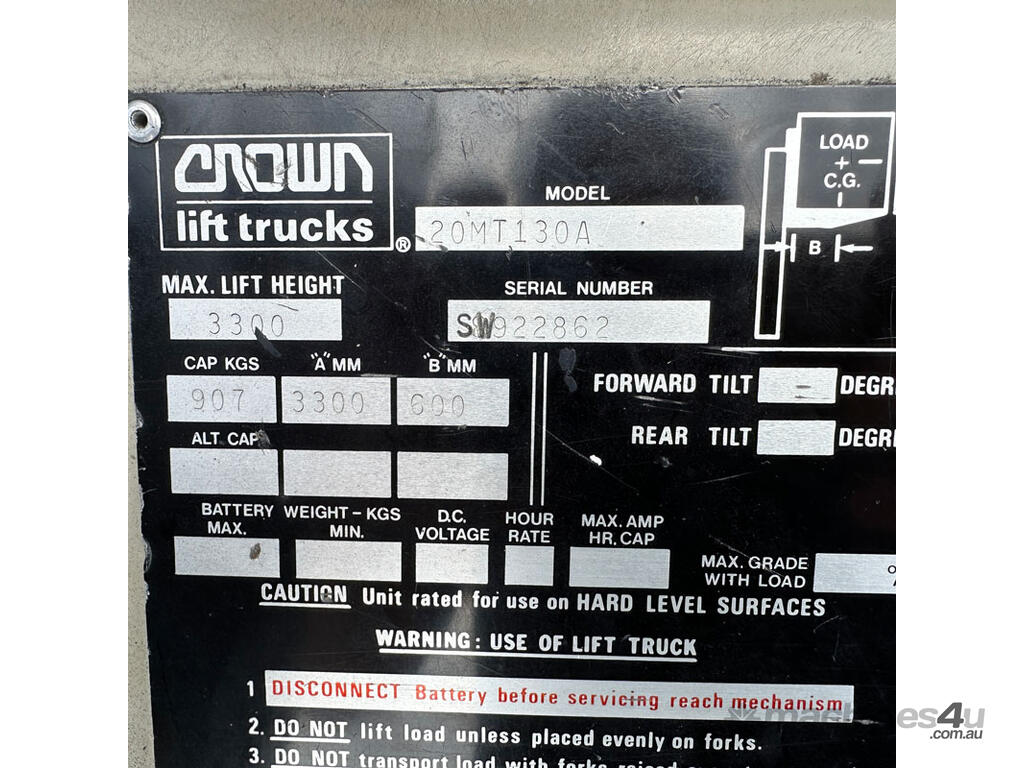 CROWN
lift trucks ®
MODEL
20MT130A
LOAD
+
C.G.
B
MAX. LIFT HEIGHT
3300
SERIAL NUMBER
SW922862
CAP KGS "A" MM "B" MM
907 3300 600
ALT CAP
FORWARD TILT - DEGR
REAR TILT DEGR
BATTERY WEIGHT-KGS
MAX. MIN.
D.C.
VOLTAGE
HOUR
RATE
MAX. AMP
HR. CAP
MAX. GRADE
WITH LOAD
CAUTION Unit rated for use on HARD LEVEL SURFACES
WARNING: USE OF LIFT TRUCK
1 DISCONNECT Battery before servicing reach mechanism
2. DO NOT lift load unless placed evenly on forks.
3. DO NOT transport load with forks raised
machines4u
.com.au